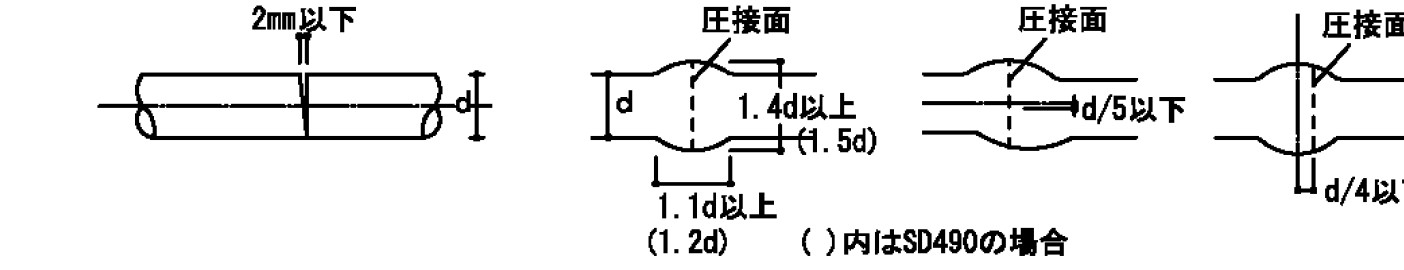 2mm以下
d
圧接面
d
1.4d以上
(1.5d)
1.1d以上
(1.2d)
( )内はSD490の場合
圧接面
d/5以下
圧接面
d/4以